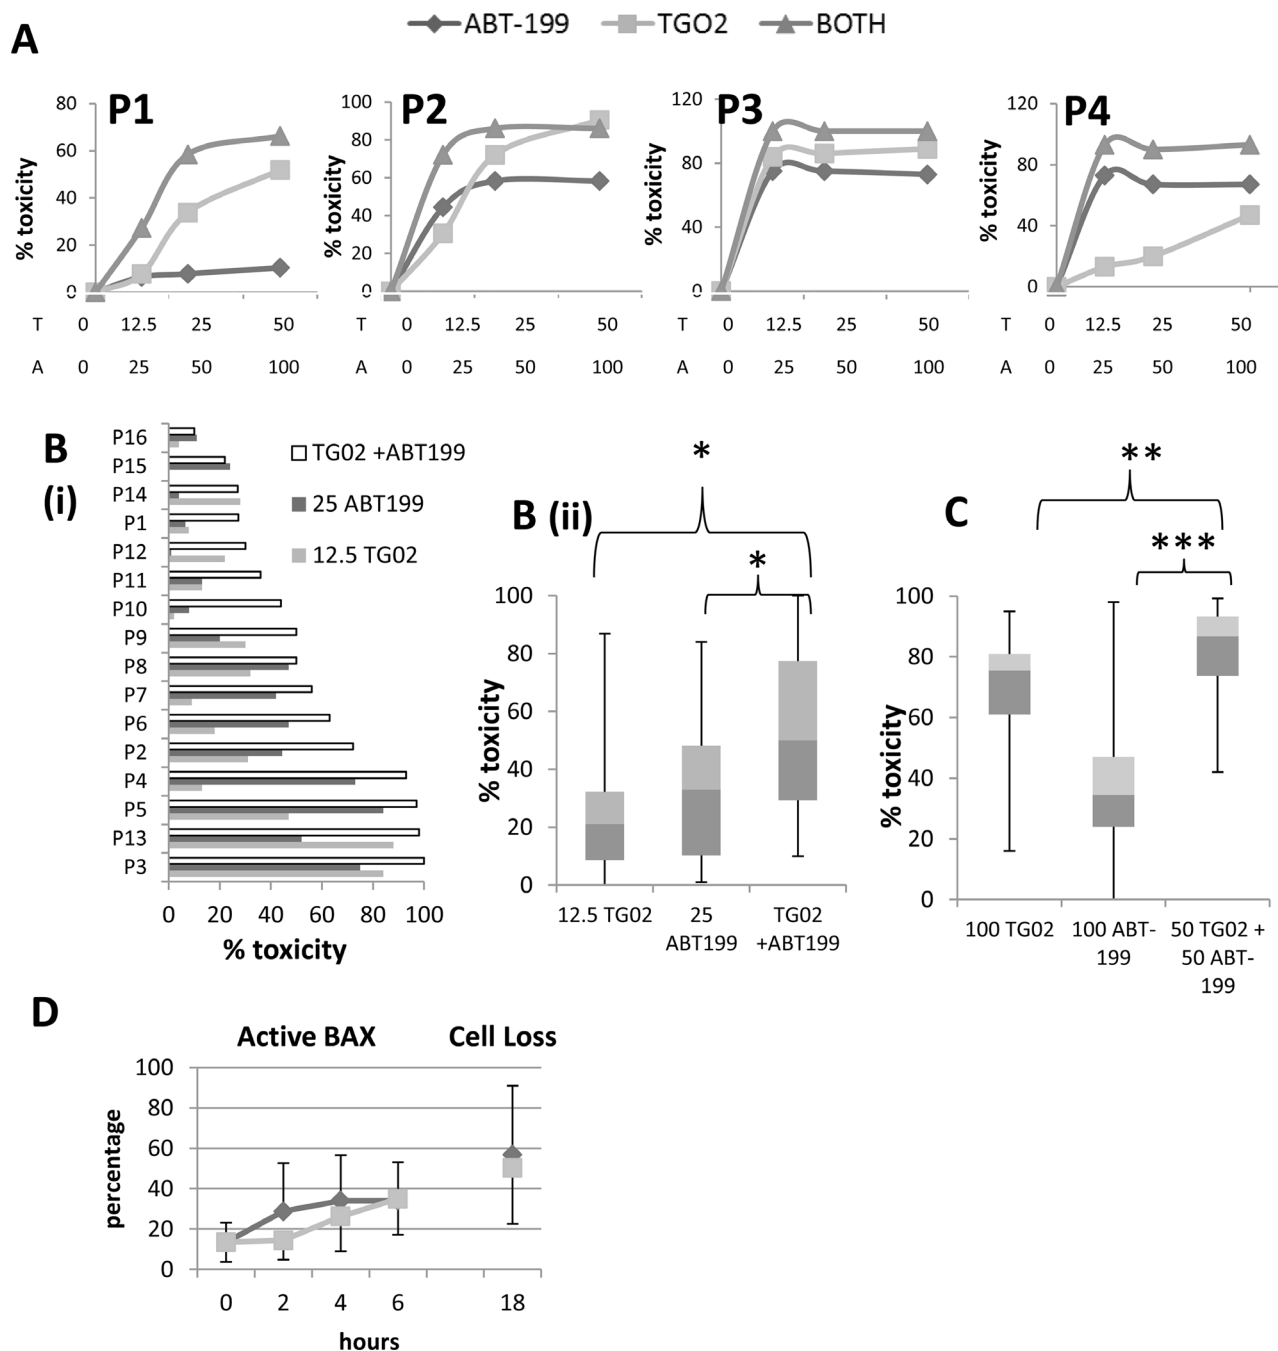 ABT-199 TGO2 BOTH
A
P1 P2 P3 P4
% toxicity
80
60
40
20
0
% toxicity
100
80
60
40
20
0
% toxicity
120
80
40
0
% toxicity
120
80
40
0
T 0 12.5 25 50 T 0 12.5 25 50 T 0 12.5 25 50 T 0 12.5 25 50
A 0 25 50 100 A 0 25 50 100 A 0 25 50 100 A 0 25 50 100
B
(i)
P16
P15
P14
P1
P12
P11
P10
P9
P8
P7
P6
P2
P4
P5
P13
P3
0 20 40 60 80 100
% toxicity
TG02 +ABT199
25 ABT199
12.5 TG02
B (ii)
*
*
% toxicity
100
80
60
40
20
0
12.5 TG02 25 TG02
ABT199 +ABT199
C
**
***
% toxicity
100
80
60
40
20
0
100 TG02 100 ABT- 50 TG02 +
199 50 ABT-
199
D
Active BAX Cell Loss
percentage
100
80
60
40
20
0
0 2 4 6 18
hours